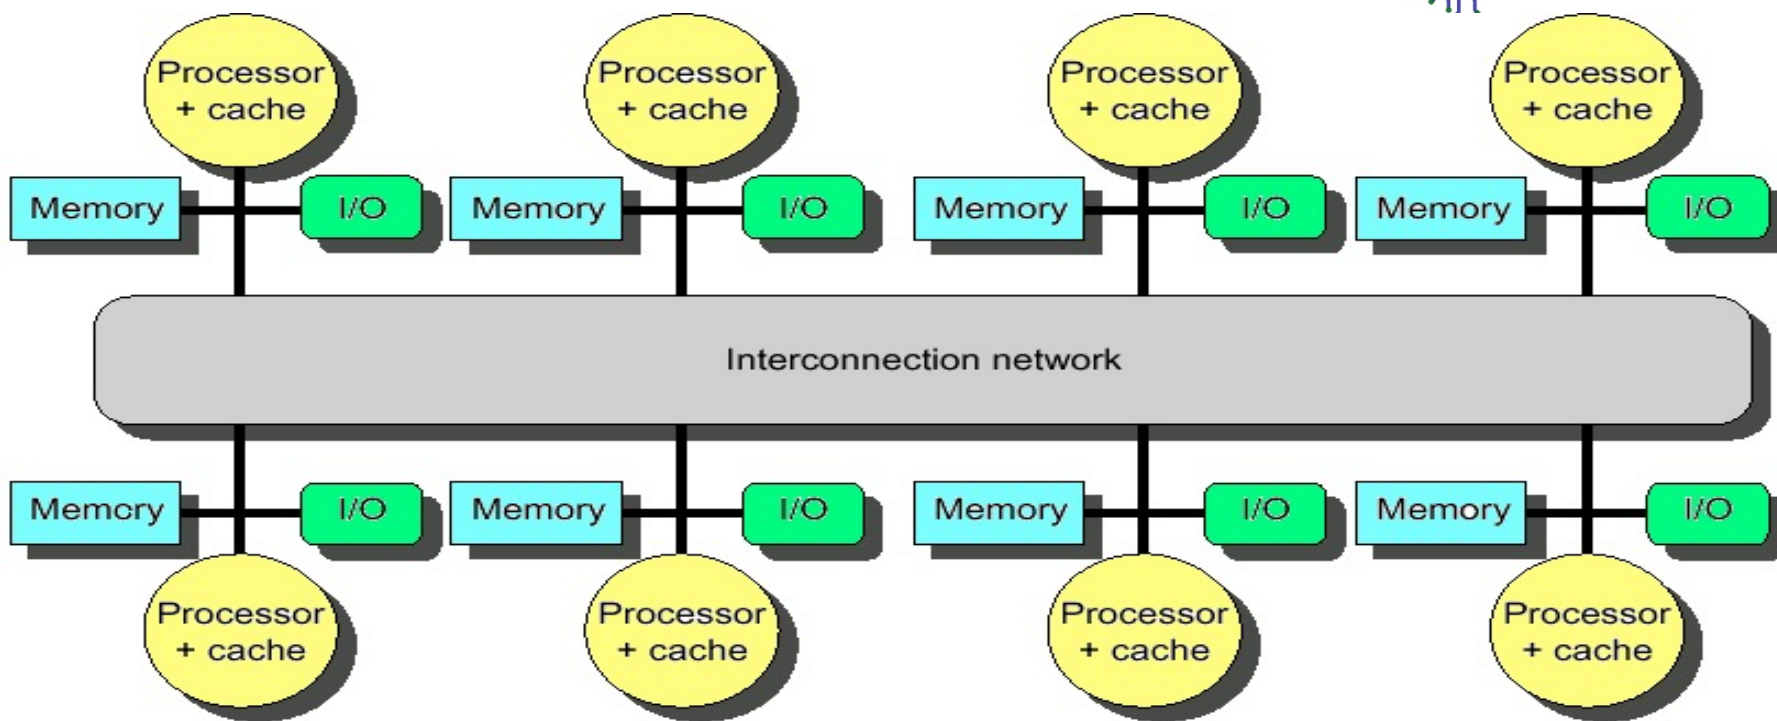 Processor
+ cache
Processor
+ cache
Processor
+ cache
Processor
+ cache
Memory
I/O
Memory
I/O
Memory
I/O
Memory
I/O
Interconnection network
Memory
I/O
Memory
I/O
Memory
I/O
Memory
I/O
Processor
+ cache
Processor
+ cache
Processor
+ cache
Processor
+ cache